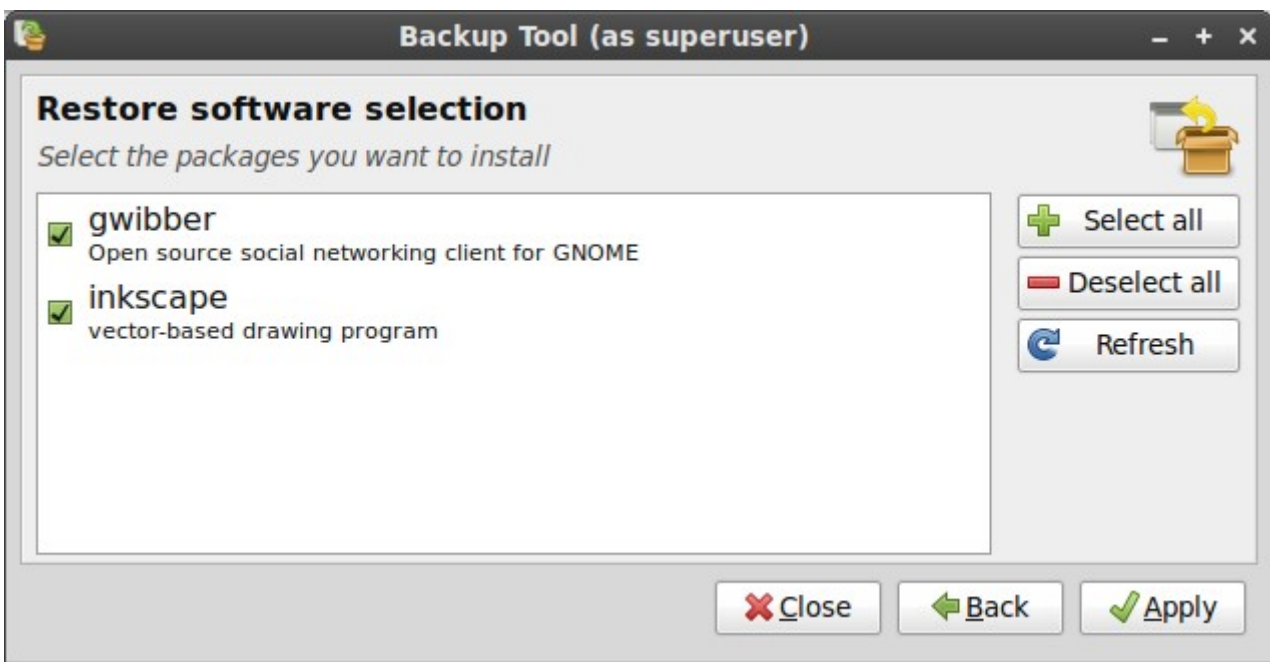 Backup Tool (as superuser)
Restore software selection
Select the packages you want to install
gwibber
Open source social networking client for GNOME
inkscape
vector-based drawing program
Select all
Deselect all
Refresh
Close
Back
Apply